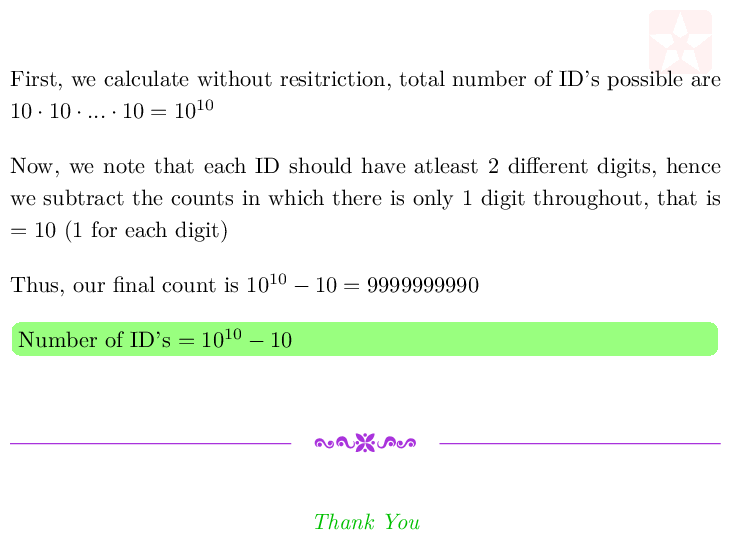 First, we calculate without resitriction, total number of ID's possible are
10 · 10 · ... · 10 = 10^10
Now, we note that each ID should have atleast 2 different digits, hence
we subtract the counts in which there is only 1 digit throughout, that is
= 10 (1 for each digit)
Thus, our final count is 10^10 − 10 = 9999999990
Number of ID's = 10^10 − 10
Thank You